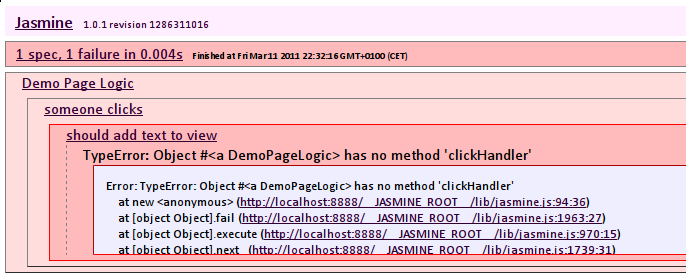 Jasmine 1.0.1 revision 1286311016
1 spec, 1 failure in 0.004s Finished at Fri Mar 11 2011 22:32:16 GMT+0100 (CET)
Demo Page Logic
someone clicks
should add text to view
TypeError: Object #<a DemoPageLogic> has no method 'clickHandler'
Error: TypeError: Object #<a DemoPageLogic> has no method 'clickHandler'
at new <anonymous> (http://localhost:8888/__JASMINE_ROOT__/lib/jasmine.js:94:36)
at [object Object].fail (http://localhost:8888/__JASMINE_ROOT__/lib/jasmine.js:1963:27)
at [object Object].execute (http://localhost:8888/__JASMINE_ROOT__/lib/jasmine.js:970:15)
at [object Object].next_ (http://localhost:8888/__JASMINE_ROOT__/lib/jasmine.js:1739:31)